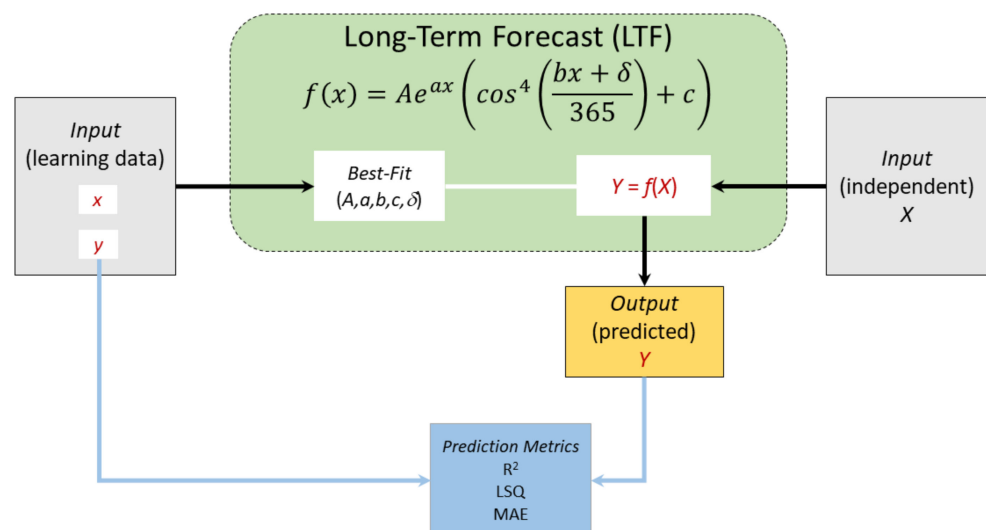 Long-Term Forecast (LTF)
f(x) = Ae^{ax} (cos^4 ((bx + δ)/365) + c)
Input
(learning data)
x
y
Best-Fit
(A,a,b,c,δ)
Y = f(X)
Input
(independent)
X
Output
(predicted)
Y
Prediction Metrics
R²
LSQ
MAE